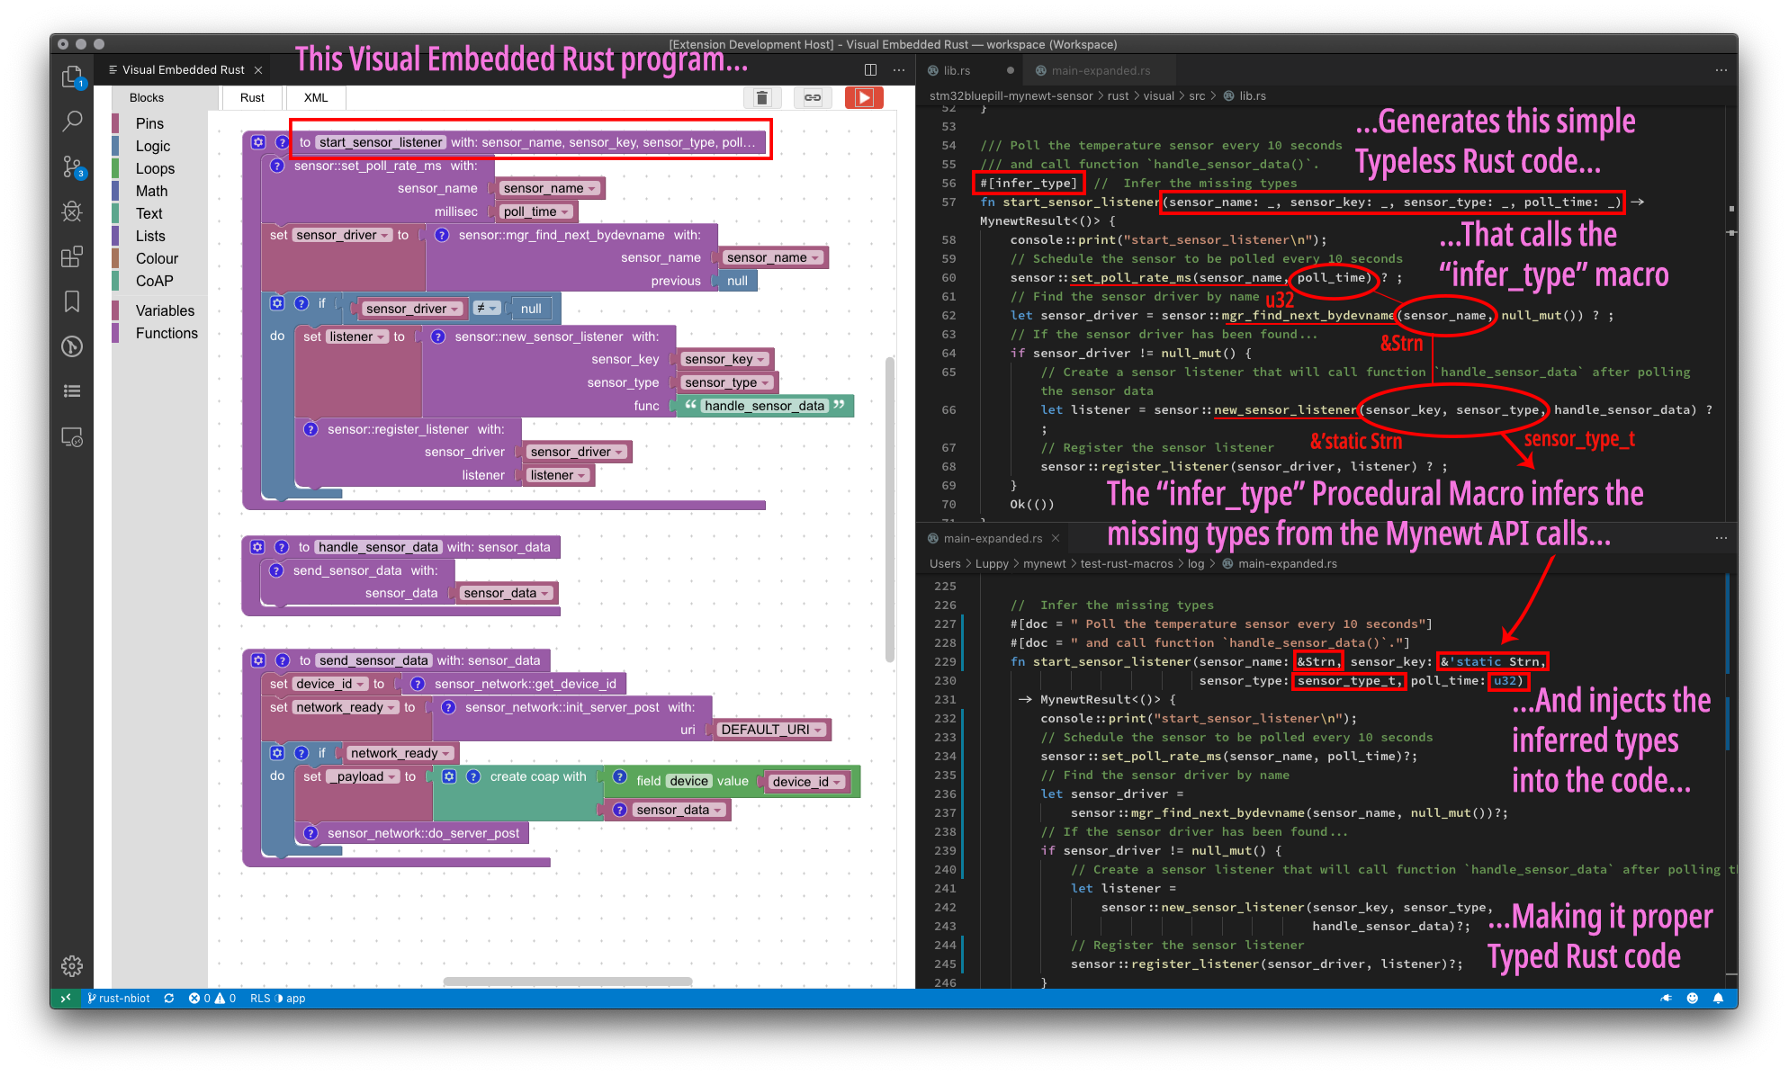 [Extension Development Host] - Visual Embedded Rust — workspace (Workspace)
Visual Embedded Rust
This Visual Embedded Rust program...
Blocks
Rust
XML
Pins
Logic
Loops
Math
Text
Lists
Colour
CoAP
Variables
Functions
1
3
to start_sensor_listener with: sensor_name, sensor_key, sensor_type, poll...
sensor::set_poll_rate_ms with:
sensor_name sensor_name
millisec poll_time
set sensor_driver to sensor::mgr_find_next_bydevname with:
sensor_name sensor_name
previous null
if sensor_driver ≠ null
do set listener to sensor::new_sensor_listener with:
sensor_key sensor_key
sensor_type sensor_type
func “ handle_sensor_data ”
sensor::register_listener with:
sensor_driver sensor_driver
listener listener
to handle_sensor_data with: sensor_data
send_sensor_data with:
sensor_data sensor_data
to send_sensor_data with: sensor_data
set device_id to sensor_network::get_device_id
set network_ready to sensor_network::init_server_post with:
uri DEFAULT_URI
if network_ready
do set _payload to create coap with field device value device_id
sensor_data
sensor_network::do_server_post
lib.rs
main-expanded.rs
stm32bluepill-mynewt-sensor > rust > visual > src > lib.rs
52 }
53
54 /// Poll the temperature sensor every 10 seconds
55 /// and call function `handle_sensor_data()`.
56 #[infer_type] // Infer the missing types
57 fn start_sensor_listener(sensor_name: _, sensor_key: _, sensor_type: _, poll_time: _) →
MynewtResult<()> {
58 console::print("start_sensor_listener\n");
59 // Schedule the sensor to be polled every 10 seconds
60 sensor::set_poll_rate_ms(sensor_name, poll_time) ? ;
61 // Find the sensor driver by name
u32
62 let sensor_driver = sensor::mgr_find_next_bydevname(sensor_name, null_mut()) ? ;
63 // If the sensor driver has been found...
&Strn
64 if sensor_driver != null_mut() {
65 // Create a sensor listener that will call function `handle_sensor_data` after polling
the sensor data
66 let listener = sensor::new_sensor_listener(sensor_key, sensor_type, handle_sensor_data) ?
;
&'static Strn
sensor_type_t
67 // Register the sensor listener
68 sensor::register_listener(sensor_driver, listener) ? ;
69 }
70 Ok(())
71 }
...Generates this simple
Typeless Rust code...
...That calls the
“infer_type” macro
The “infer_type” Procedural Macro infers the
missing types from the Mynewt API calls...
main-expanded.rs
Users > Luppy > mynewt > test-rust-macros > log > main-expanded.rs
225
226 // Infer the missing types
227 #[doc = " Poll the temperature sensor every 10 seconds"]
228 #[doc = " and call function `handle_sensor_data()`."]
229 fn start_sensor_listener(sensor_name: &Strn, sensor_key: &'static Strn,
230 sensor_type: sensor_type_t, poll_time: u32)
231 → MynewtResult<()> {
232 console::print("start_sensor_listener\n");
233 // Schedule the sensor to be polled every 10 seconds
234 sensor::set_poll_rate_ms(sensor_name, poll_time)?;
235 // Find the sensor driver by name
236 let sensor_driver =
237 sensor::mgr_find_next_bydevname(sensor_name, null_mut())?;
238 // If the sensor driver has been found...
239 if sensor_driver != null_mut() {
240 // Create a sensor listener that will call function `handle_sensor_data` after polling t
241 let listener =
242 sensor::new_sensor_listener(sensor_key, sensor_type,
243 handle_sensor_data)?;
244 // Register the sensor listener
245 sensor::register_listener(sensor_driver, listener)?;
246 }
...And injects the
inferred types
into the code...
...Making it proper
Typed Rust code
rust-nbiot
0
0
RLS
app